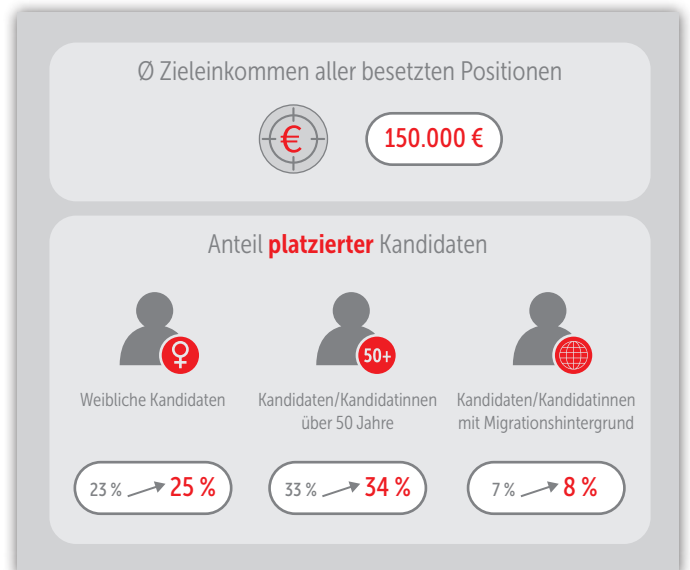 Ø Zieleinkommen aller besetzten Positionen
€
150.000 €
Anteil platzierter Kandidaten
50+
Weibliche Kandidaten
Kandidaten/Kandidatinnen
über 50 Jahre
Kandidaten/Kandidatinnen
mit Migrationshintergrund
23 % 25 %
33 % 34 %
7 % 8 %